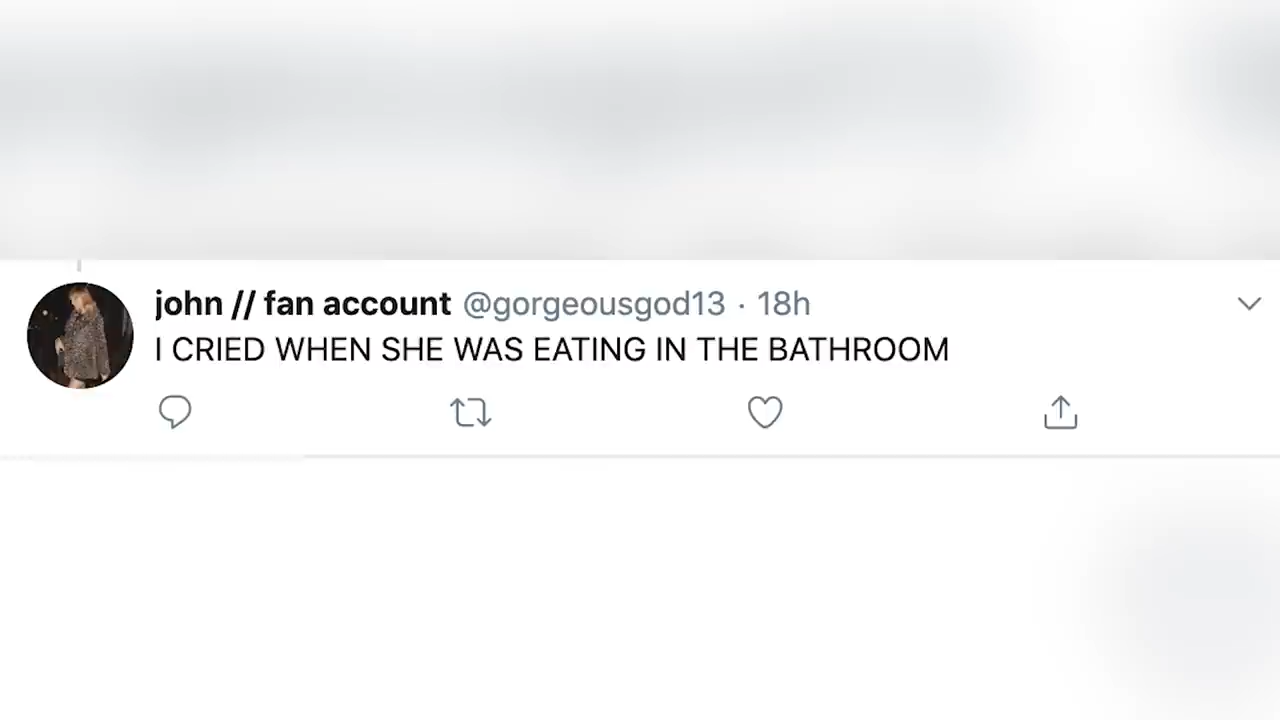 john // fan account @gorgeousgod13 · 18h
I CRIED WHEN SHE WAS EATING IN THE BATHROOM